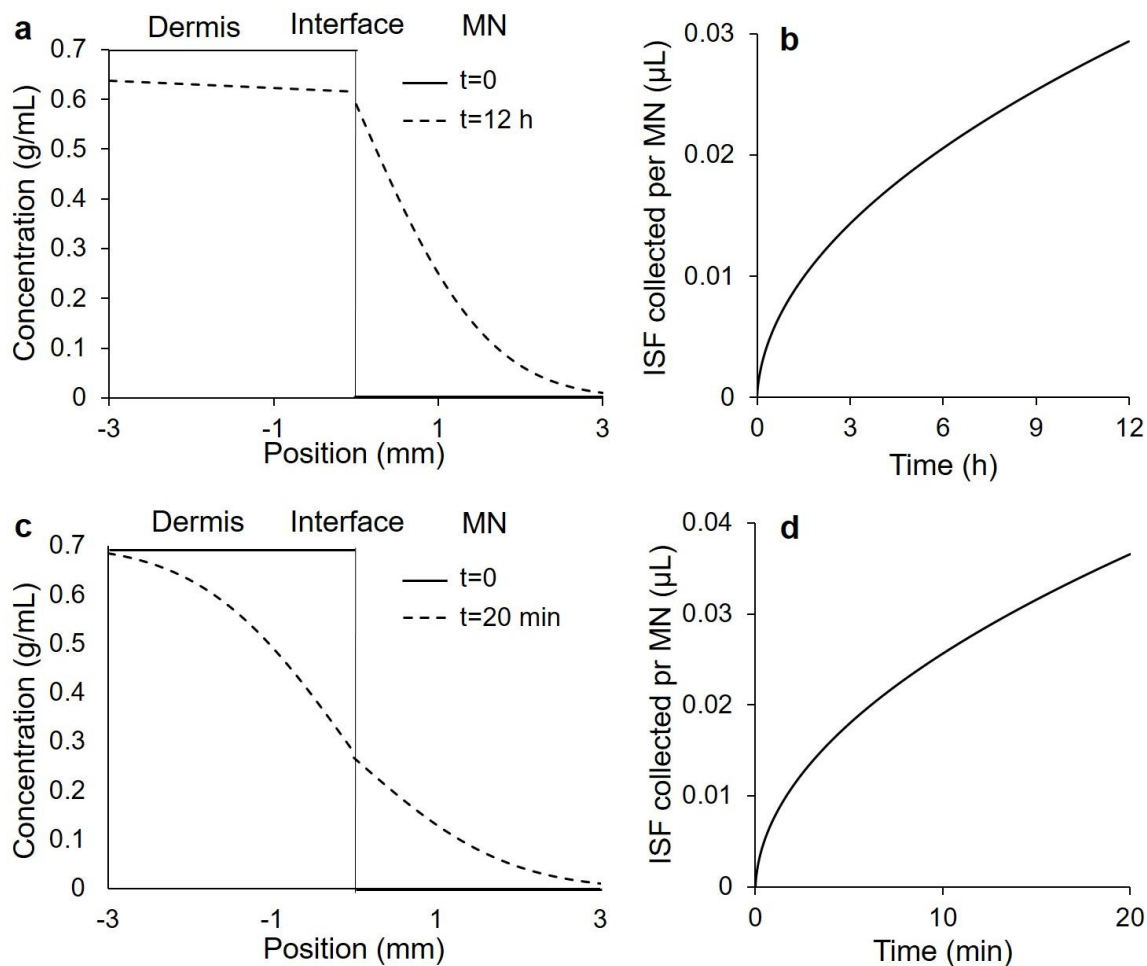 a
Dermis Interface MN
Concentration (g/mL)
0.7
0.6
0.5
0.4
0.3
0.2
0.1
0
t=0
t=12 h
-3 -1 1 3
Position (mm)
b
ISF collected per MN (µL)
0.03
0.02
0.01
0
0 3 6 9 12
Time (h)
c
Dermis Interface MN
Concentration (g/mL)
0.7
0.6
0.5
0.4
0.3
0.2
0.1
0
t=0
t=20 min
-3 -1 1 3
Position (mm)
d
ISF collected pr MN (µL)
0.04
0.03
0.02
0.01
0
0 10 20
Time (min)